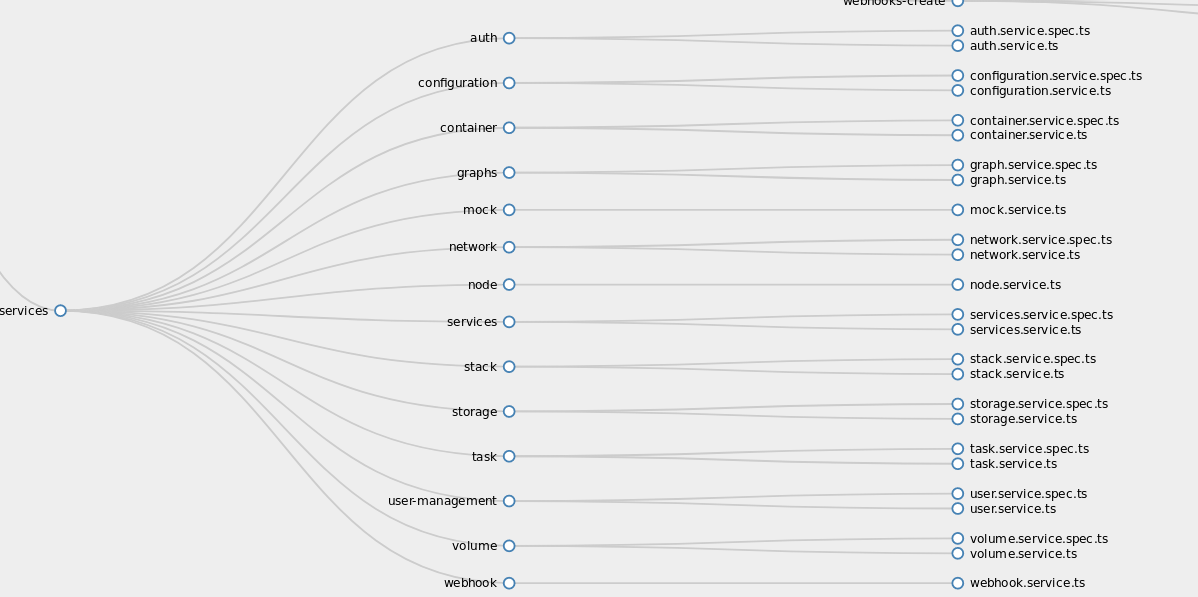 webhooks-create
auth
auth.service.spec.ts
auth.service.ts
configuration
configuration.service.spec.ts
configuration.service.ts
container
container.service.spec.ts
container.service.ts
graphs
graph.service.spec.ts
graph.service.ts
mock
mock.service.ts
network
network.service.spec.ts
network.service.ts
node
node.service.ts
services
services
services.service.spec.ts
services.service.ts
stack
stack.service.spec.ts
stack.service.ts
storage
storage.service.spec.ts
storage.service.ts
task
task.service.spec.ts
task.service.ts
user-management
user.service.spec.ts
user.service.ts
volume
volume.service.spec.ts
volume.service.ts
webhook
webhook.service.ts